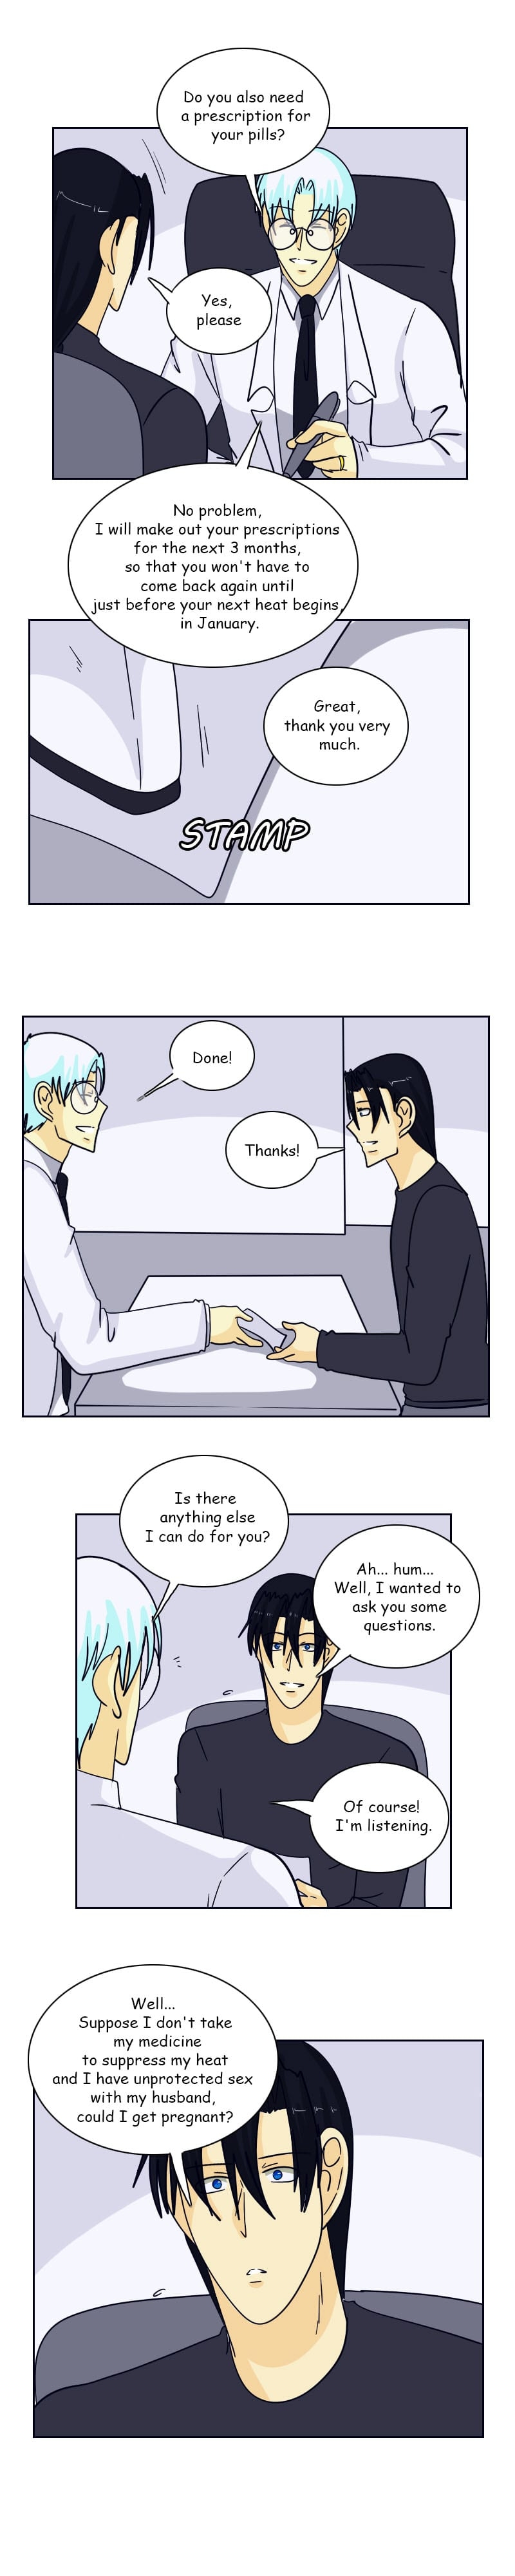 Do you also need
a prescription for
your pills?
Yes,
please
No problem,
I will make out your prescriptions
for the next 3 months,
so that you won't have to
come back again until
just before your next heat begins,
in January.
Great,
thank you very
much.
STAMP
Done!
Thanks!
Is there
anything else
I can do for you?
Ah... hum...
Well, I wanted to
ask you some
questions.
Of course!
I'm listening.
Well...
Suppose I don't take
my medicine
to suppress my heat
and I have unprotected sex
with my husband,
could I get pregnant?